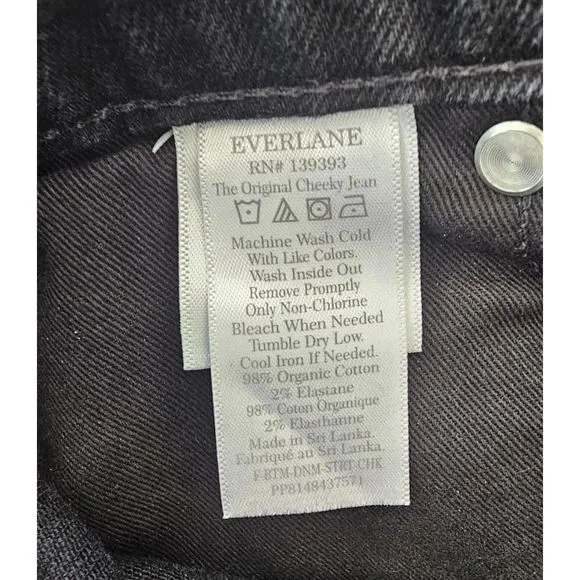 EVERLANE
RN# 139393
The Original Cheeky Jean
Machine Wash Cold
With Like Colors.
Wash Inside Out
Remove Promptly
Only Non-Chlorine
Bleach When Needed
Tumble Dry Low.
Cool Iron If Needed.
98% Organic Cotton
2% Elastane
98% Coton Organique
2% Elasthanne
Made in Sri Lanka.
Fabriqué au Sri Lanka.
F-BTM-DNM-STRT-CHK
PP8148437571